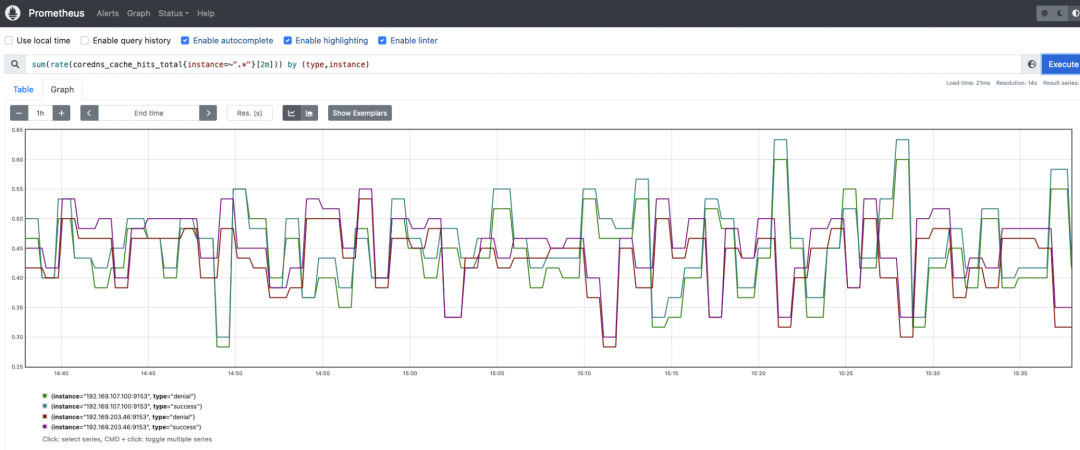 Prometheus Alerts Graph Status Help
Use local time Enable query history Enable autocomplete Enable highlighting Enable linter
sum(rate(coredns_cache_hits_total{instance=~".*"}[2m])) by (type,instance) Execute
Load time: 21ms Resolution: 14s Result series:
Table Graph
− 1h + < End time > Res. (s) Show Exemplars
0.65
0.60
0.55
0.50
0.45
0.40
0.35
0.30
0.25
14:40 14:45 14:50 14:55 15:00 15:05 15:10 15:15 15:20 15:25 15:30 15:35
{instance="192.169.107.100:9153", type="denial"}
{instance="192.169.107.100:9153", type="success"}
{instance="192.169.203.46:9153", type="denial"}
{instance="192.169.203.46:9153", type="success"}
Click: select series, CMD + click: toggle multiple series